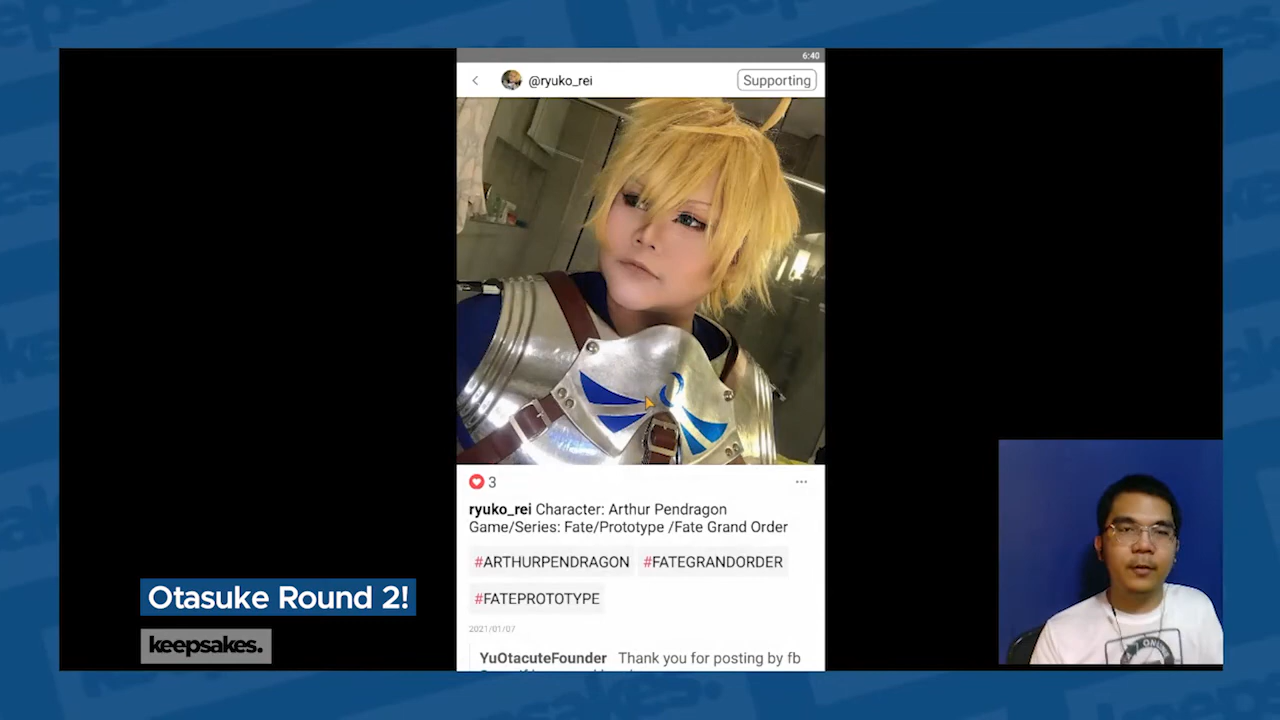 6:40
@ryuko_rei
Supporting
3
ryuko_rei Character: Arthur Pendragon
Game/Series: Fate/Prototype /Fate Grand Order
#ARTHURPENDRAGON #FATEGRANDORDER
#FATEPROTOTYPE
2021/01/07
YuOtacuteFounder Thank you for posting by fb
Otasuke Round 2!
keepsakes.